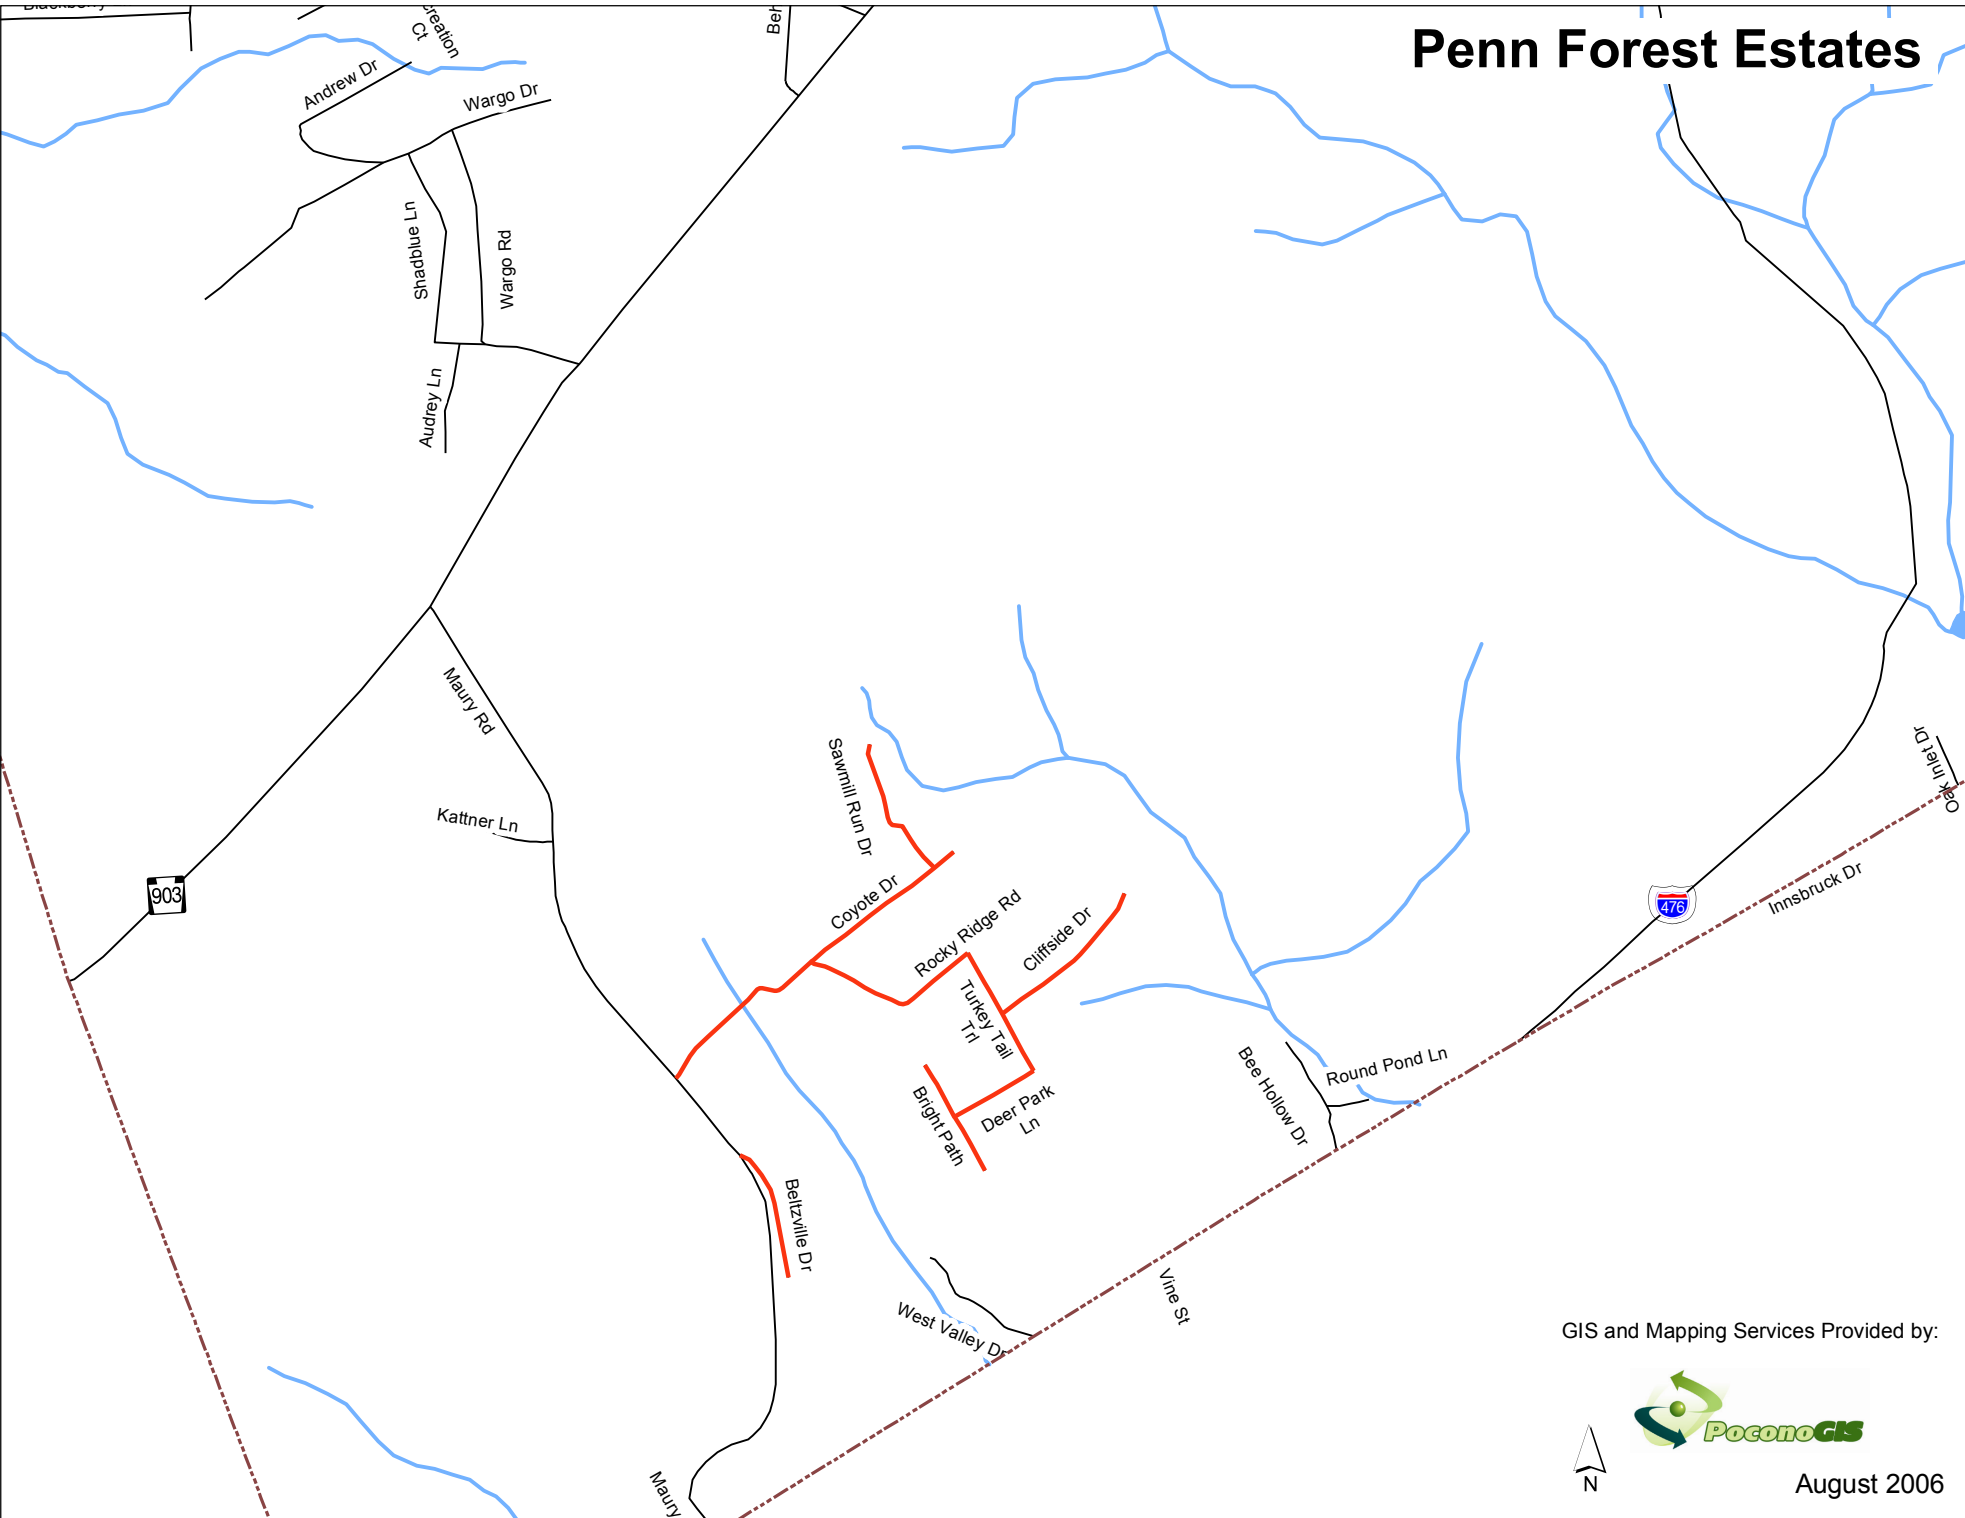 Penn Forest Estates
Andrew Dr
Ct
Wargo Dr
Shadblue Ln
Wargo Rd
Audrey Ln
Maury Rd
Kattner Ln
903
Sawmill Run Dr
Coyote Dr
Rocky Ridge Rd
Cliffside Dr
Turkey Tail
Trl
Bright Path
Deer Park
Ln
Beltzville Dr
Bee Hollow Dr
Round Pond Ln
Oak Inlet Dr
Innsbruck Dr
476
West Valley Dr
Vine St
Maury
GIS and Mapping Services Provided by:
PoconoGIS
N
August 2006